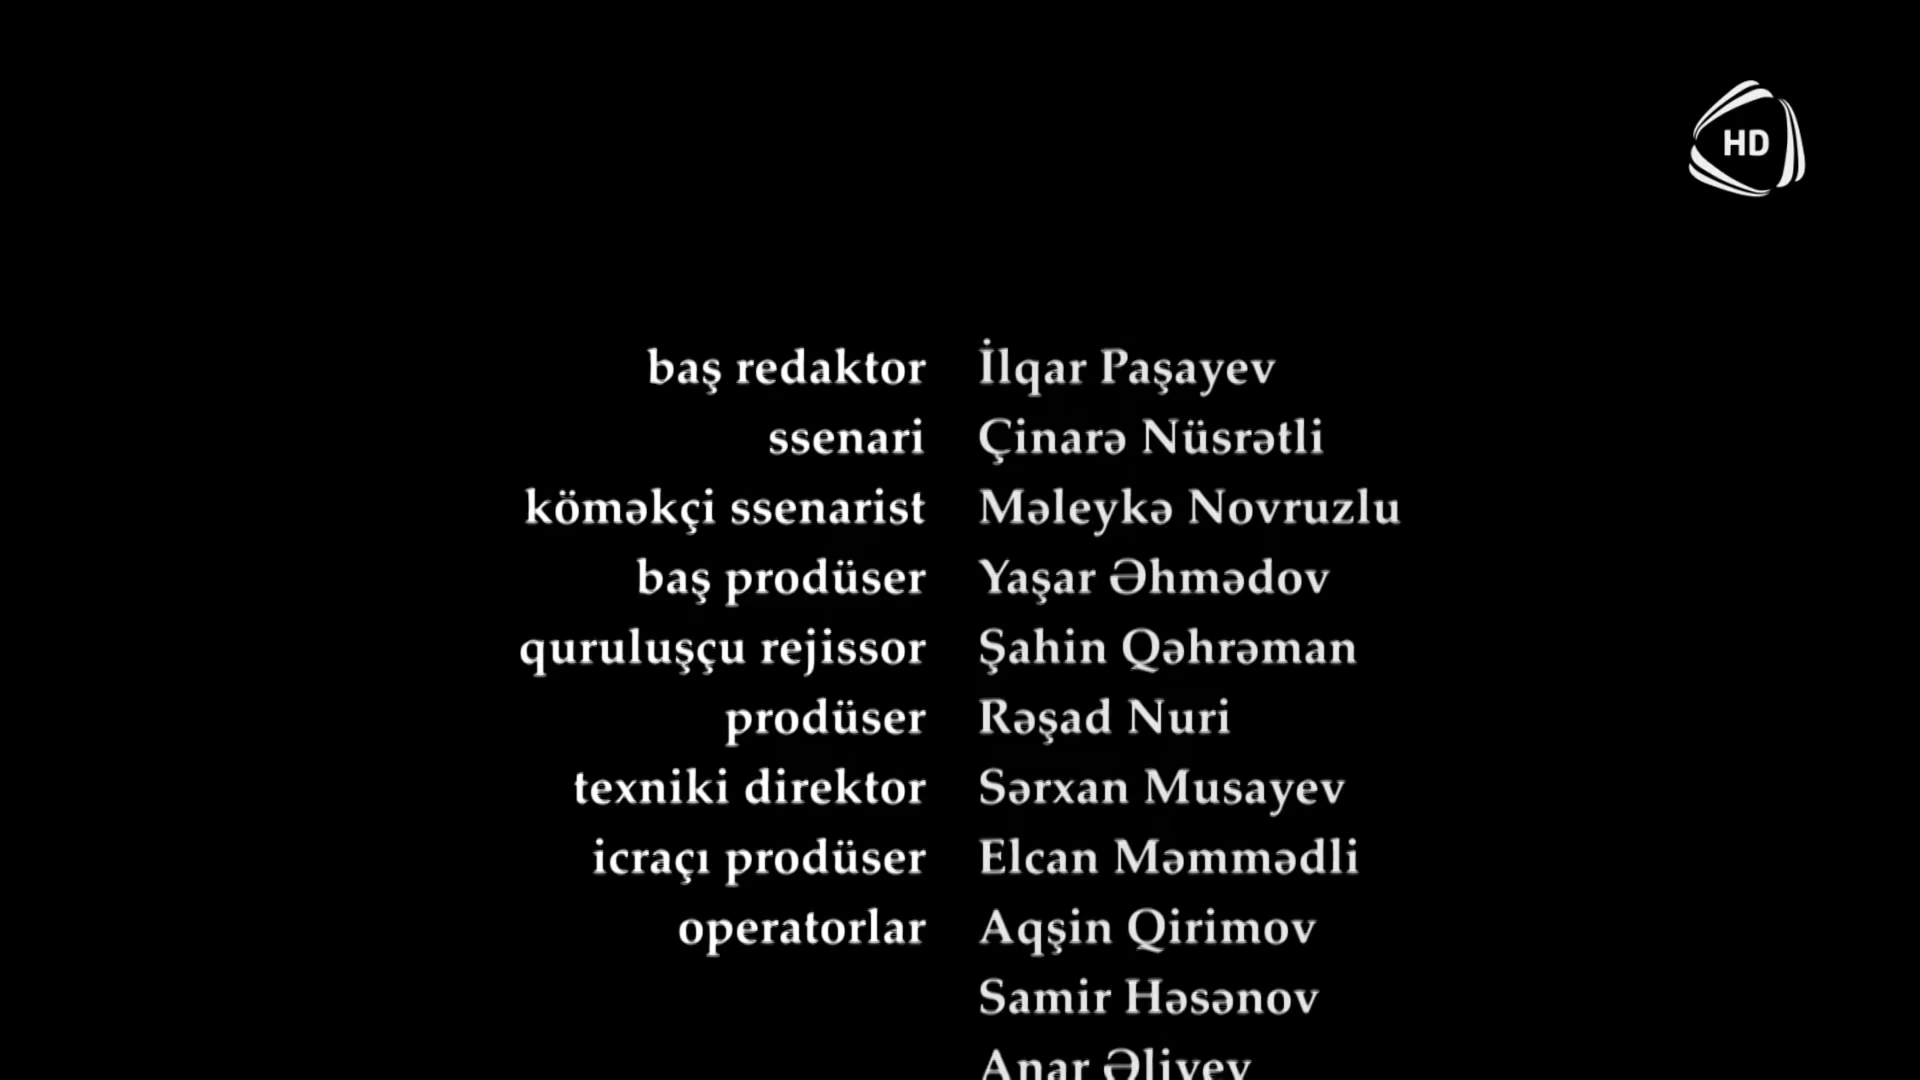 HD
baş redaktor İlqar Paşayev
ssenari Çinarə Nüsrətli
köməkçi ssenarist Məleykə Novruzlu
baş prodüser Yaşar Əhmədov
quruluşçu rejissor Şahin Qəhrəman
prodüser Rəşad Nuri
texniki direktor Sərxan Musayev
icraçı prodüser Elcan Məmmədli
operatorlar Aqşin Qirimov
Samir Həsənov
Anar Əliyev